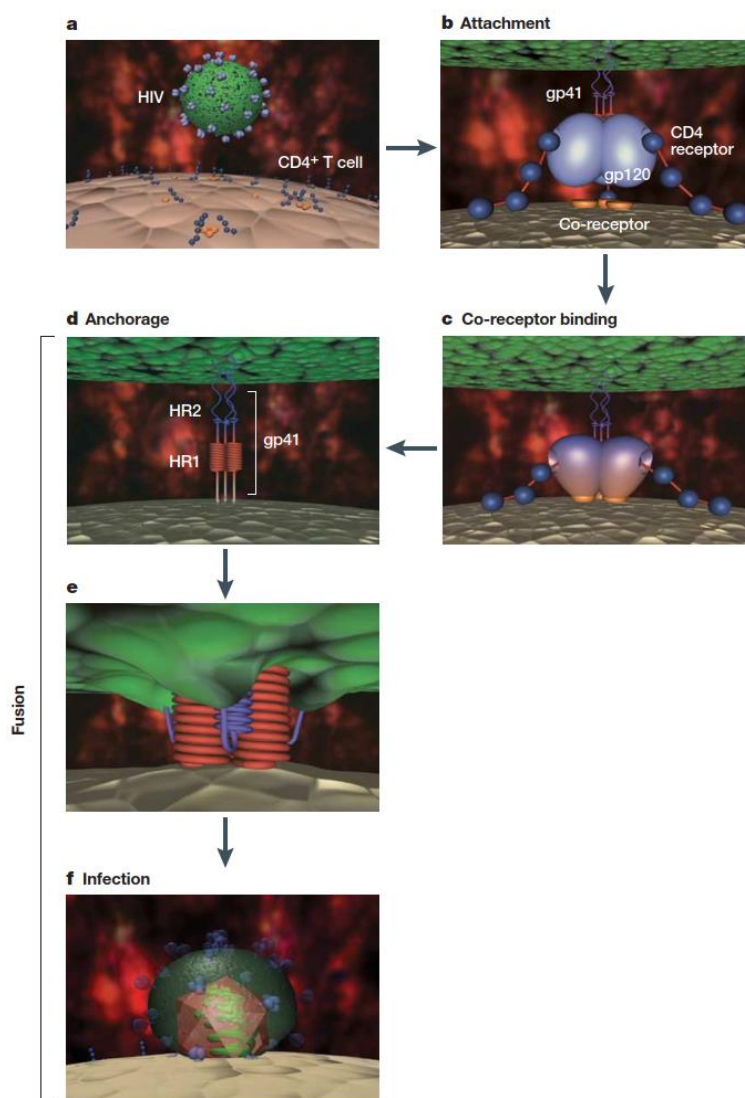 a
HIV
CD4+ T cell
b Attachment
gp41
CD4
receptor
gp120
Co-receptor
c Co-receptor binding
d Anchorage
HR2
gp41
HR1
e
f Infection
Fusion